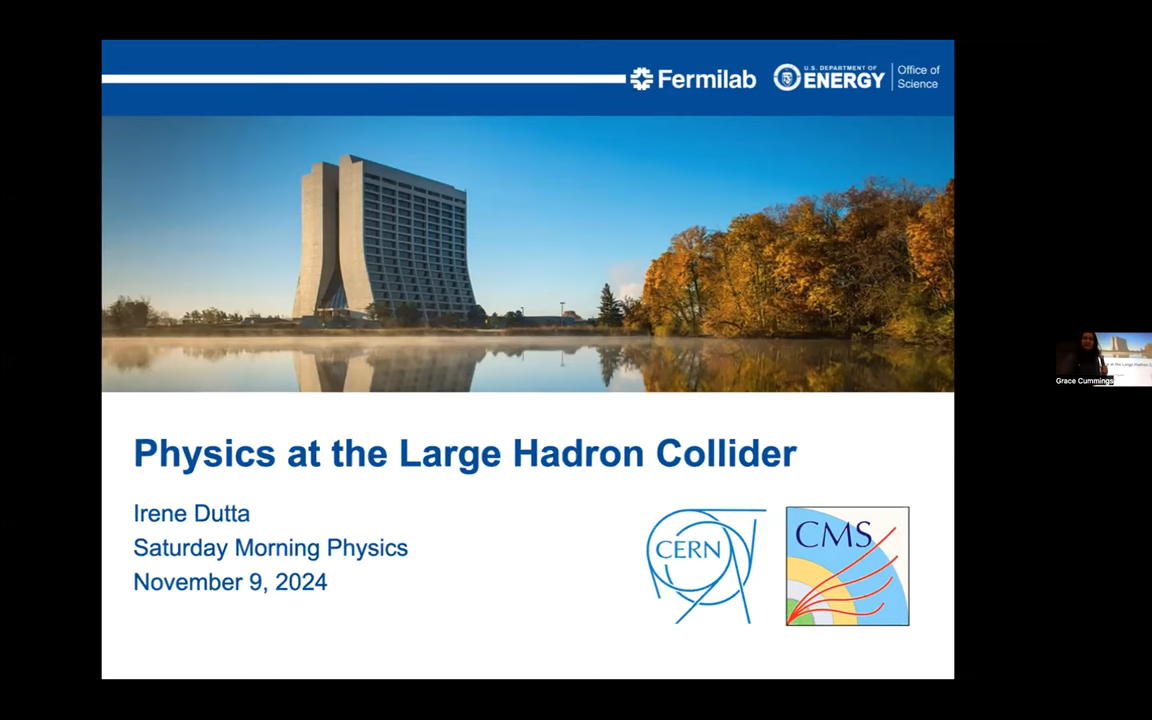 Fermilab
U.S. DEPARTMENT OF
ENERGY
Office of
Science
Physics at the Large Hadron Collider
Irene Dutta
Saturday Morning Physics
November 9, 2024
CERN
CMS
Grace Cummings